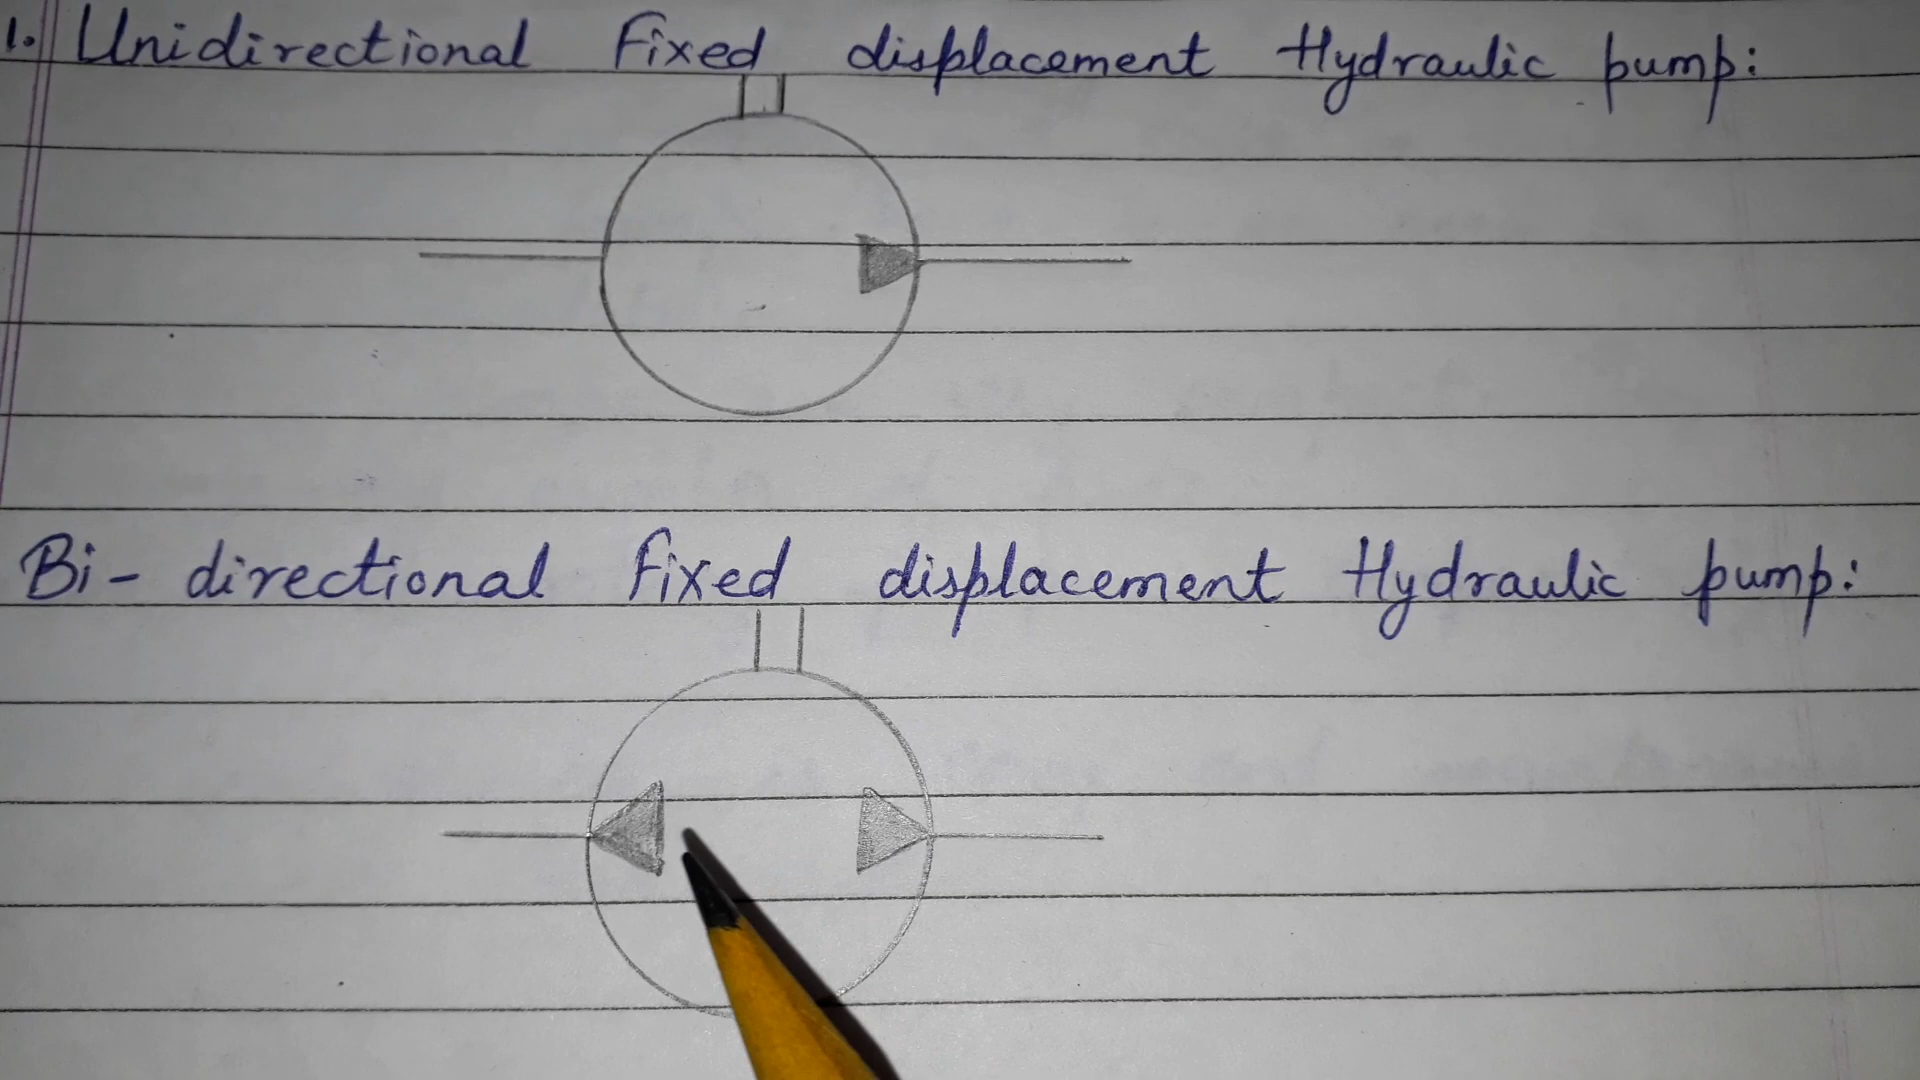 1. Unidirectional Fixed displacement Hydraulic pump:
Bi-directional fixed displacement Hydraulic pump: